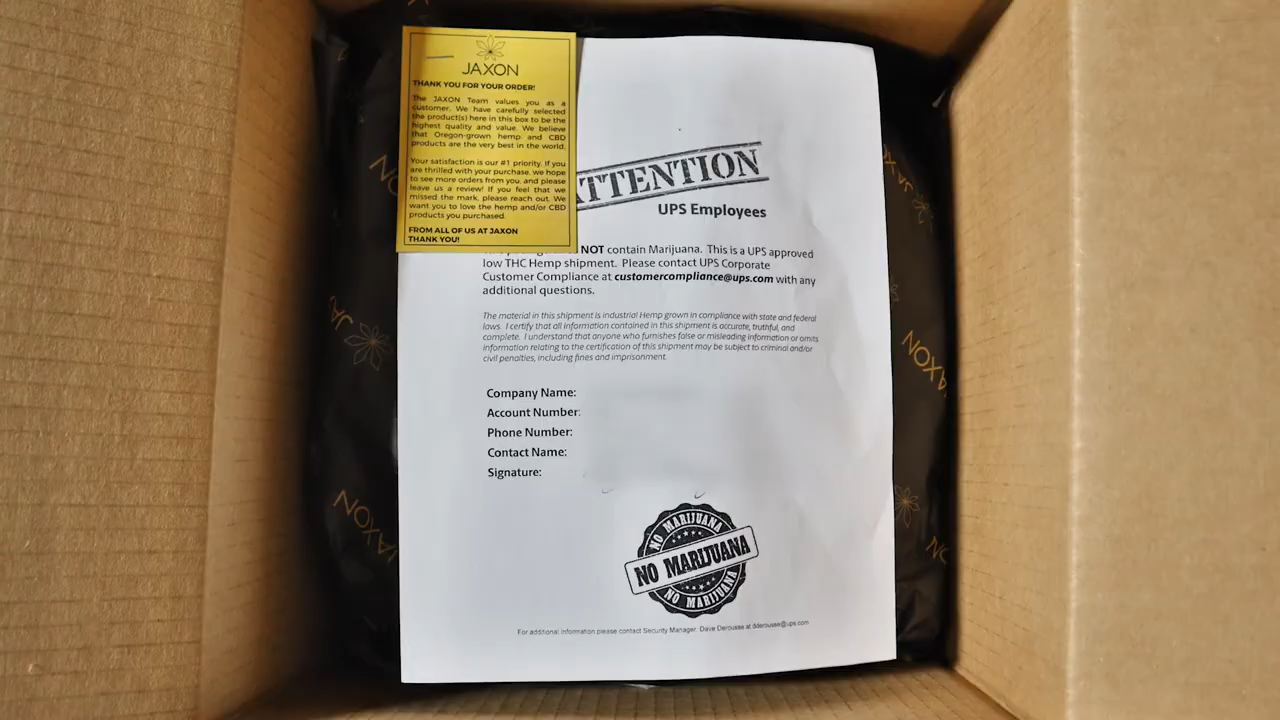 JAXON
THANK YOU FOR YOUR ORDER!
The JAXON Team values you as a
customer. We have carefully selected
the product(s) here in this box to be the
highest quality and value. We believe
that Oregon-grown hemp and CBD
products are the very best in the world.
Your satisfaction is our #1 priority. If you
are thrilled with your purchase, we hope
to see more orders from you, and please
leave us a review! If you feel that we
missed the mark, please reach out. We
want you to love the hemp and/or CBD
products you purchased.
FROM ALL OF US AT JAXON
THANK YOU!
ATTENTION
UPS Employees
NOT contain Marijuana. This is a UPS approved
low THC Hemp shipment. Please contact UPS Corporate
Customer Compliance at customercompliance@ups.com with any
additional questions.
The material in this shipment is industrial Hemp grown in compliance with state and federal
laws. I certify that all information contained in this shipment is accurate, truthful, and
complete. I understand that anyone who furnishes false or misleading information or omits
information relating to the certification of this shipment may be subject to criminal and/or
civil penalties, including fines and imprisonment.
Company Name:
Account Number:
Phone Number:
Contact Name:
Signature:
NO MARIJUANA
NO MARIJUANA
NO MARIJUANA
For additional information please contact Security Manager, Dave Derousse at dderousse@ups.com
JAXON
JAXON
JAXON